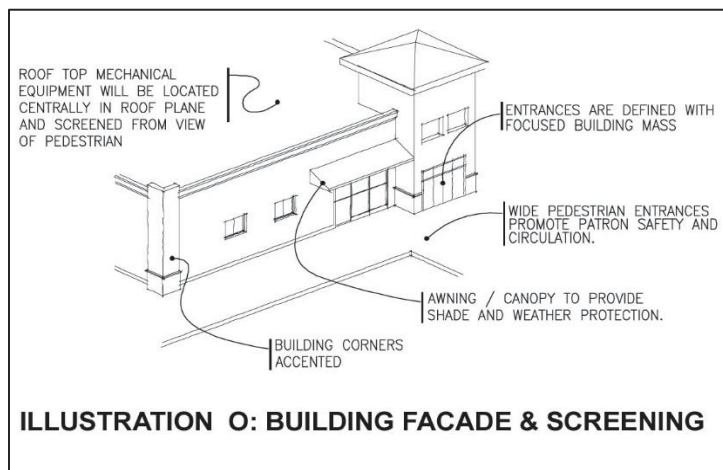 ROOF TOP MECHANICAL
EQUIPMENT WILL BE LOCATED
CENTRALLY IN ROOF PLANE
AND SCREENED FROM VIEW
OF PEDESTRIAN
ENTRANCES ARE DEFINED WITH
FOCUSED BUILDING MASS
WIDE PEDESTRIAN ENTRANCES
PROMOTE PATRON SAFETY AND
CIRCULATION.
AWNING / CANOPY TO PROVIDE
SHADE AND WEATHER PROTECTION.
BUILDING CORNERS
ACCENTED
ILLUSTRATION O: BUILDING FACADE & SCREENING